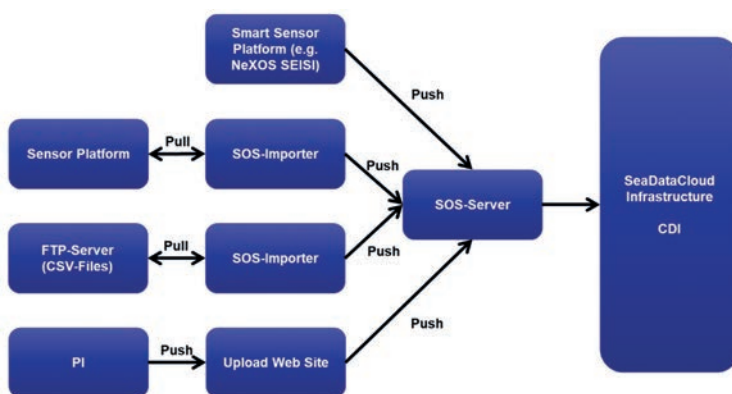 Smart Sensor
Platform (e.g.
NeXOS SEISI)
Push
Sensor Platform
Pull
SOS-Importer
Push
SOS-Server
SeaDataCloud
Infrastructure
CDI
FTP-Server
(CSV-Files)
Pull
SOS-Importer
Push
PI
Push
Upload Web Site
Push